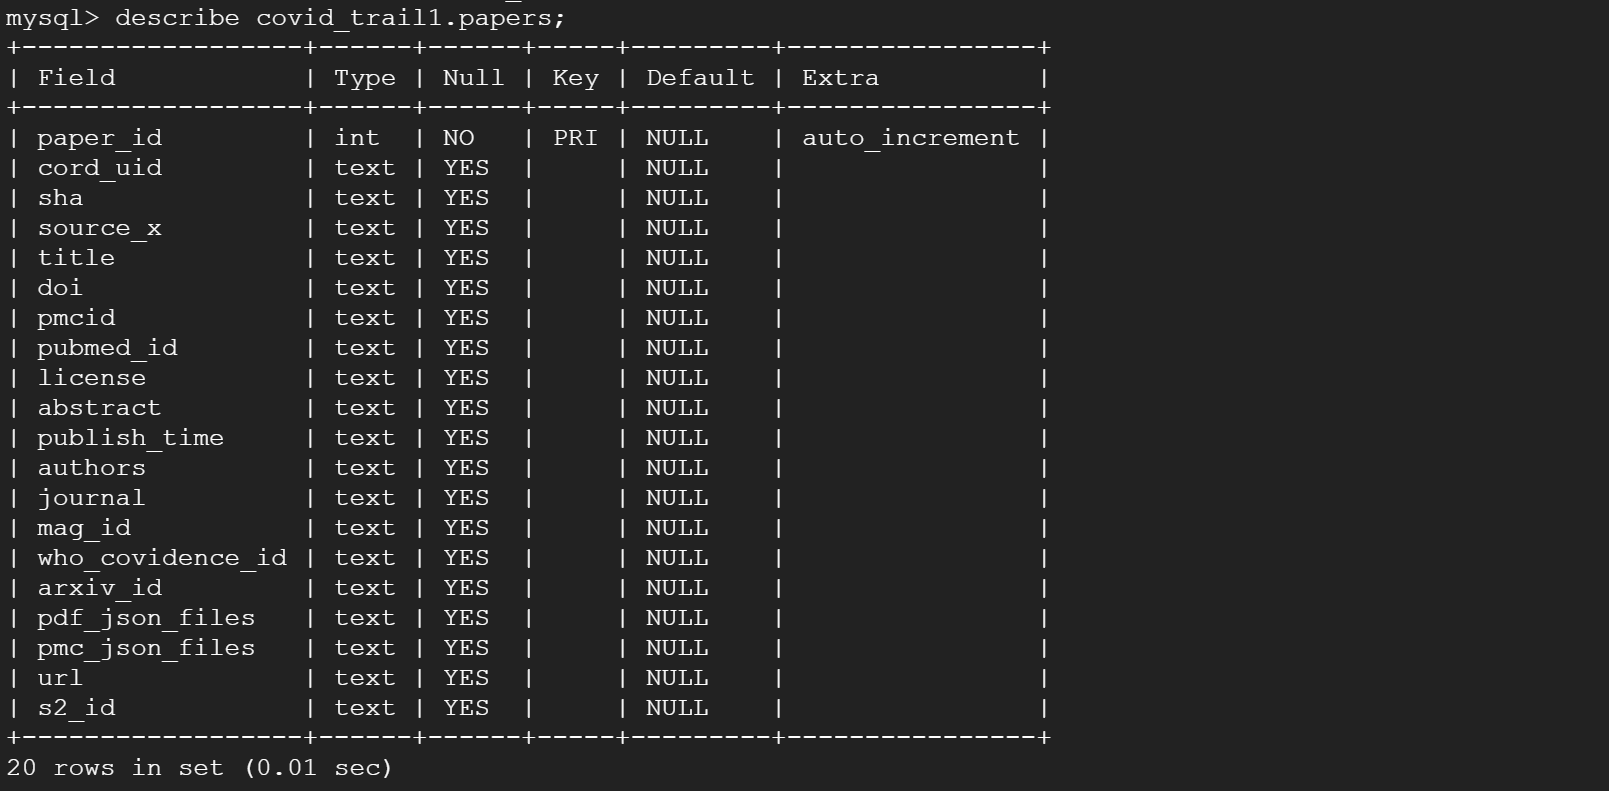 mysql> describe covid_trail1.papers;
+------------------+------+------+-----+---------+----------------+
| Field            | Type | Null | Key | Default | Extra          |
+------------------+------+------+-----+---------+----------------+
| paper_id         | int  | NO   | PRI | NULL    | auto_increment |
| cord_uid         | text | YES  |     | NULL    |                |
| sha              | text | YES  |     | NULL    |                |
| source_x         | text | YES  |     | NULL    |                |
| title            | text | YES  |     | NULL    |                |
| doi              | text | YES  |     | NULL    |                |
| pmcid            | text | YES  |     | NULL    |                |
| pubmed_id        | text | YES  |     | NULL    |                |
| license          | text | YES  |     | NULL    |                |
| abstract         | text | YES  |     | NULL    |                |
| publish_time     | text | YES  |     | NULL    |                |
| authors          | text | YES  |     | NULL    |                |
| journal          | text | YES  |     | NULL    |                |
| mag_id           | text | YES  |     | NULL    |                |
| who_covidence_id | text | YES  |     | NULL    |                |
| arxiv_id         | text | YES  |     | NULL    |                |
| pdf_json_files   | text | YES  |     | NULL    |                |
| pmc_json_files   | text | YES  |     | NULL    |                |
| url              | text | YES  |     | NULL    |                |
| s2_id            | text | YES  |     | NULL    |                |
+------------------+------+------+-----+---------+----------------+
20 rows in set (0.01 sec)